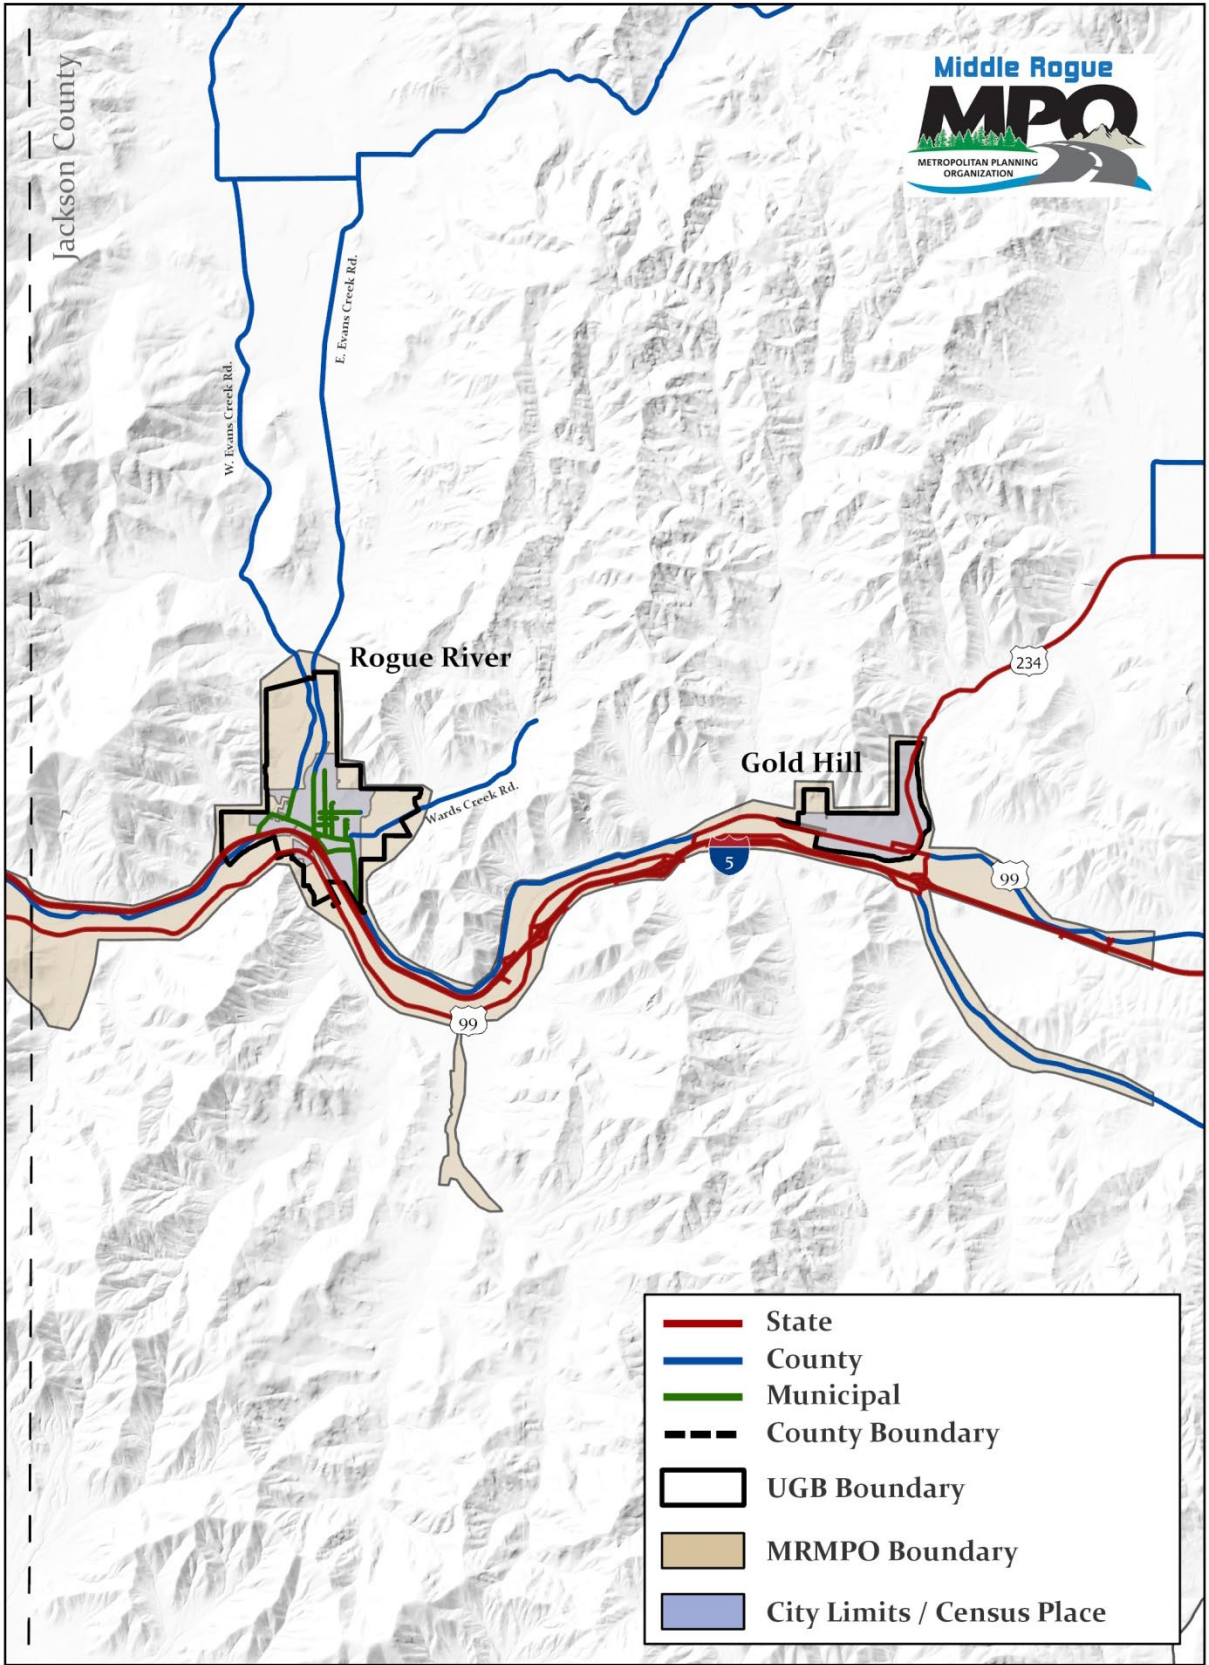 Jackson County
Middle Rogue
MPO
METROPOLITAN PLANNING
ORGANIZATION
E. Evans Creek Rd.
W. Evans Creek Rd.
Rogue River
234
Gold Hill
Wards Creek Rd.
5
99
99
State
County
Municipal
County Boundary
UGB Boundary
MRMPO Boundary
City Limits / Census Place